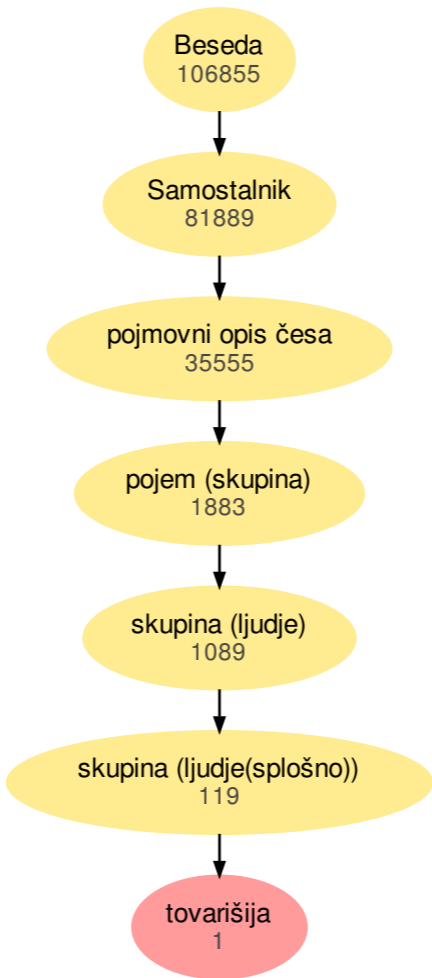 Beseda
106855
Samostalnik
81889
pojmovni opis česa
35555
pojem (skupina)
1883
skupina (ljudje)
1089
skupina (ljudje(splošno))
119
tovarišija
1